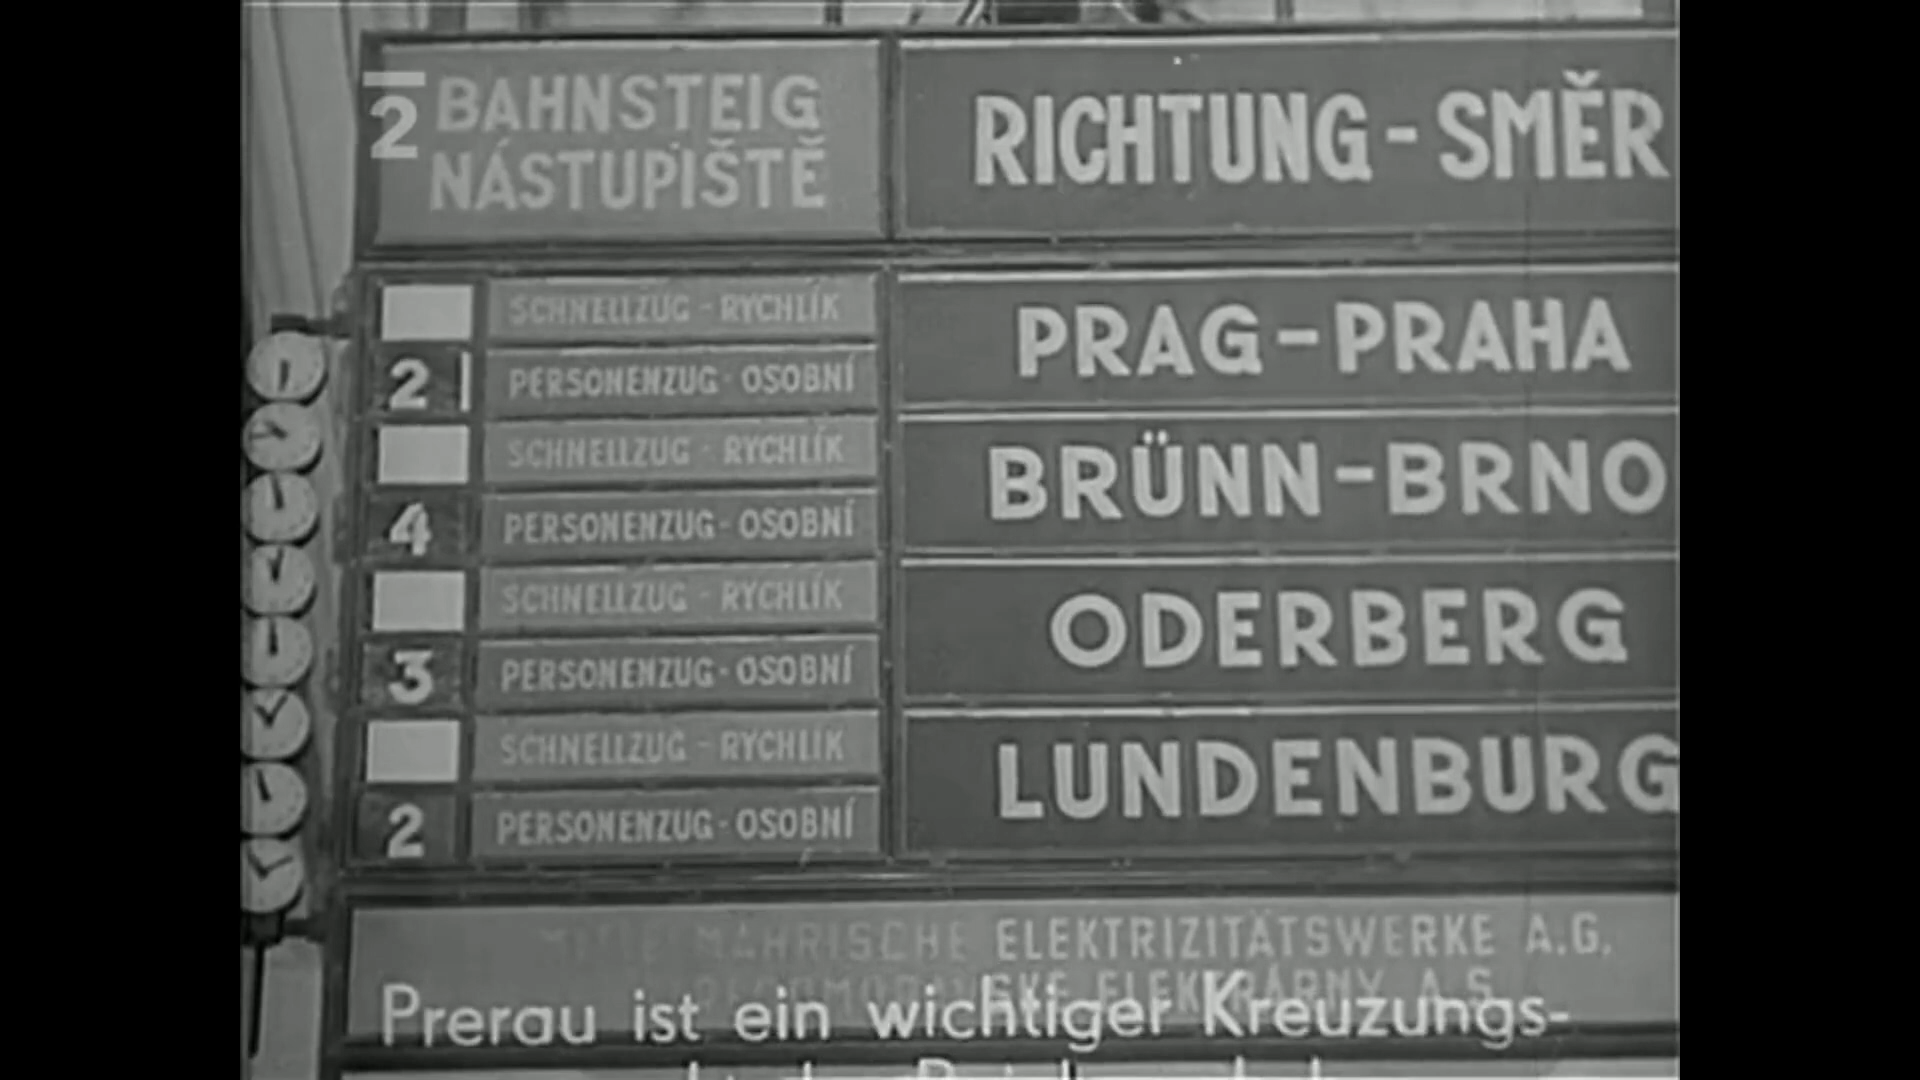 2
BAHNSTEIG
NÁSTUPIŠTĚ
RICHTUNG-SMĚR
SCHNELLZUG-RYCHLÍK
2 PERSONENZUG-OSOBNÍ
PRAG-PRAHA
SCHNELLZUG-RYCHLÍK
4 PERSONENZUG-OSOBNÍ
BRÜNN-BRNO
SCHNELLZUG-RYCHLÍK
3 PERSONENZUG-OSOBNÍ
ODERBERG
SCHNELLZUG-RYCHLÍK
2 PERSONENZUG-OSOBNÍ
LUNDENBURG
MÄHRISCHE ELEKTRIZITÄTSWERKE A.G.
ELEKTRÁRNY A.S.
Prerau ist ein wichtiger Kreuzungs-